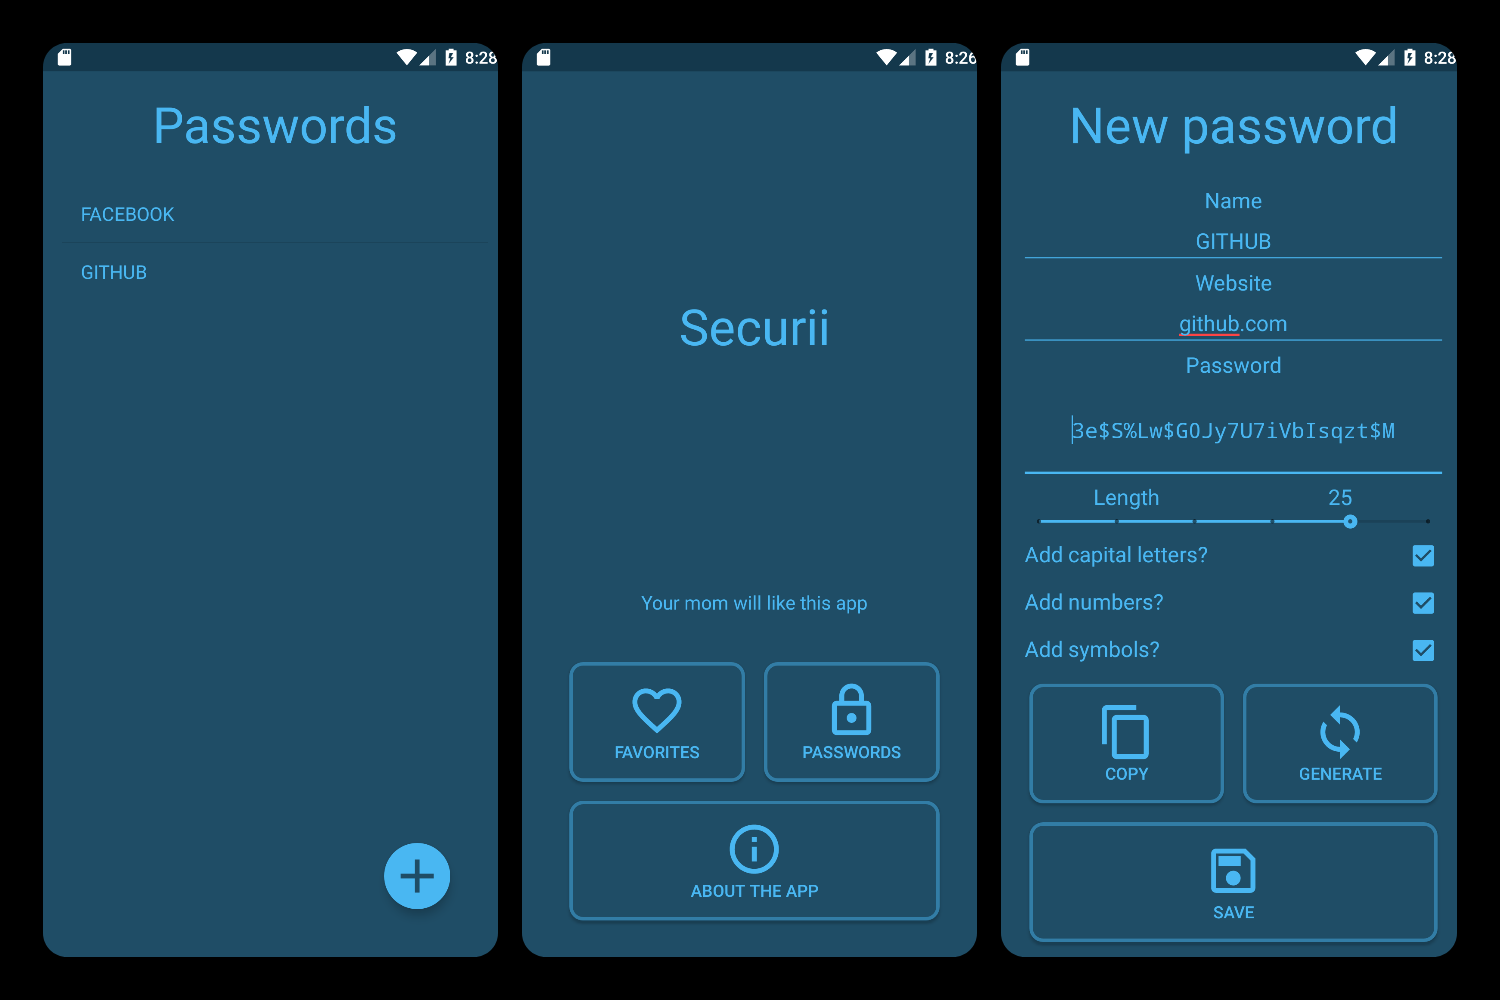 8:28
Passwords
FACEBOOK
GITHUB
8:26
Securii
Your mom will like this app
FAVORITES
PASSWORDS
ABOUT THE APP
8:28
New password
Name
GITHUB
Website
github.com
Password
3e$S%Lw$GOJy7U7iVbIsqzt$M
Length 25
Add capital letters?
Add numbers?
Add symbols?
COPY
GENERATE
SAVE